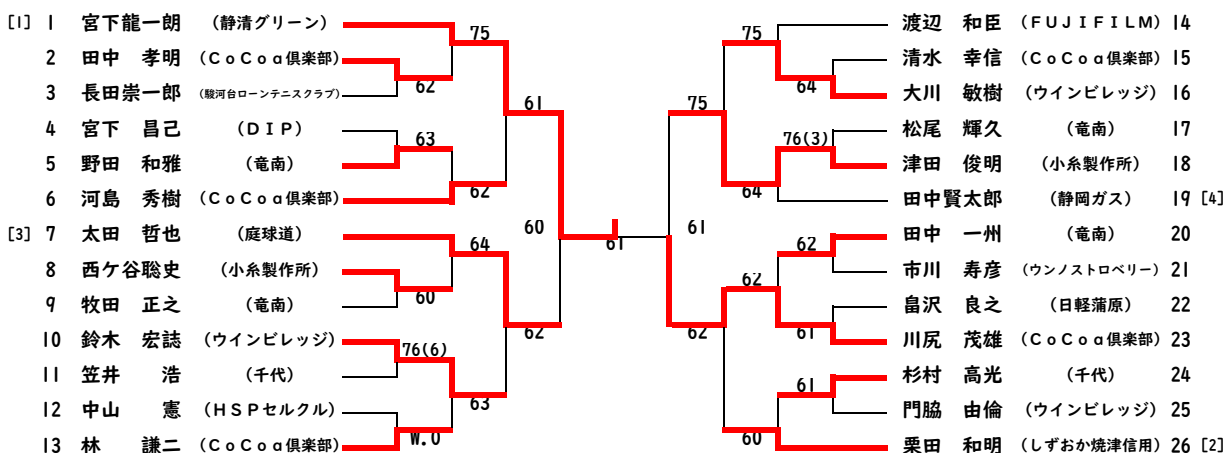 [1] 1 宮下龍一朗 (静清グリーン)
2 田中 孝明 (CoCoa倶楽部)
3 長田崇一郎 (駿河台ローンテニスクラブ)
4 宮下 昌己 (DIP)
5 野田 和雅 (竜南)
6 河島 秀樹 (CoCoa倶楽部)
[3] 7 太田 哲也 (庭球道)
8 西ケ谷聡史 (小糸製作所)
9 牧田 正之 (竜南)
10 鈴木 宏誌 (ウインビレッジ)
11 笠井 浩 (千代)
12 中山 憲 (HSPセルクル)
13 林 謙二 (CoCoa倶楽部)
75
62
61
63
62
60
64
60
62
76(6)
63
W.O
61
75
64
75
76(3)
64
61
62
62
61
62
61
60
渡辺 和臣 (FUJIFILM) 14
清水 幸信 (CoCoa倶楽部) 15
大川 敏樹 (ウインビレッジ) 16
松尾 輝久 (竜南) 17
津田 俊明 (小糸製作所) 18
田中賢太郎 (静岡ガス) 19 [4]
田中 一州 (竜南) 20
市川 寿彦 (ウンノストロベリー) 21
畠沢 良之 (日軽蒲原) 22
川尻 茂雄 (CoCoa倶楽部) 23
杉村 高光 (千代) 24
門脇 由倫 (ウインビレッジ) 25
栗田 和明 (しずおか焼津信用) 26 [2]